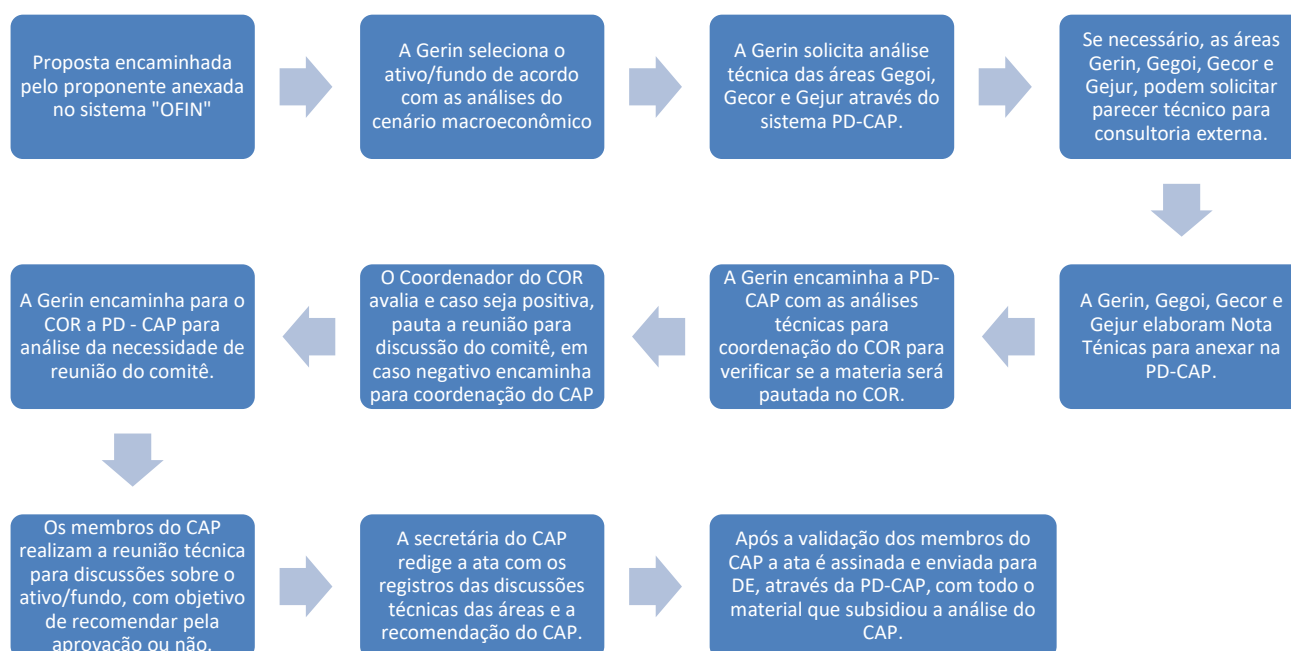 Proposta encaminhada
pelo proponente anexada
no sistema "OFIN"
A Gerin seleciona o
ativo/fundo de acordo
com as análises do
cenário macroeconômico
A Gerin solicita análise
técnica das áreas Gegoi,
Gecor e Gejur através do
sistema PD-CAP.
Se necessário, as áreas
Gerin, Gegoi, Gecor e
Gejur, podem solicitar
parecer técnico para
consultoria externa.
A Gerin, Gegoi, Gecor e
Gejur elaboram Nota
Ténicas para anexar na
PD-CAP.
A Gerin encaminha a PD-
CAP com as análises
técnicas para
coordenação do COR para
verificar se a materia será
pautada no COR.
O Coordenador do COR
avalia e caso seja positiva,
pauta a reunião para
discussão do comitê, em
caso negativo encaminha
para coordenação do CAP
A Gerin encaminha para o
COR a PD - CAP para
análise da necessidade de
reunião do comitê.
Os membros do CAP
realizam a reunião técnica
para discussões sobre o
ativo/fundo, com objetivo
de recomendar pela
aprovação ou não.
A secretária do CAP
redige a ata com os
registros das discussões
técnicas das áreas e a
recomendação do CAP.
Após a validação dos membros do
CAP a ata é assinada e enviada para
DE, através da PD-CAP, com todo o
material que subsidiou a análise do
CAP.